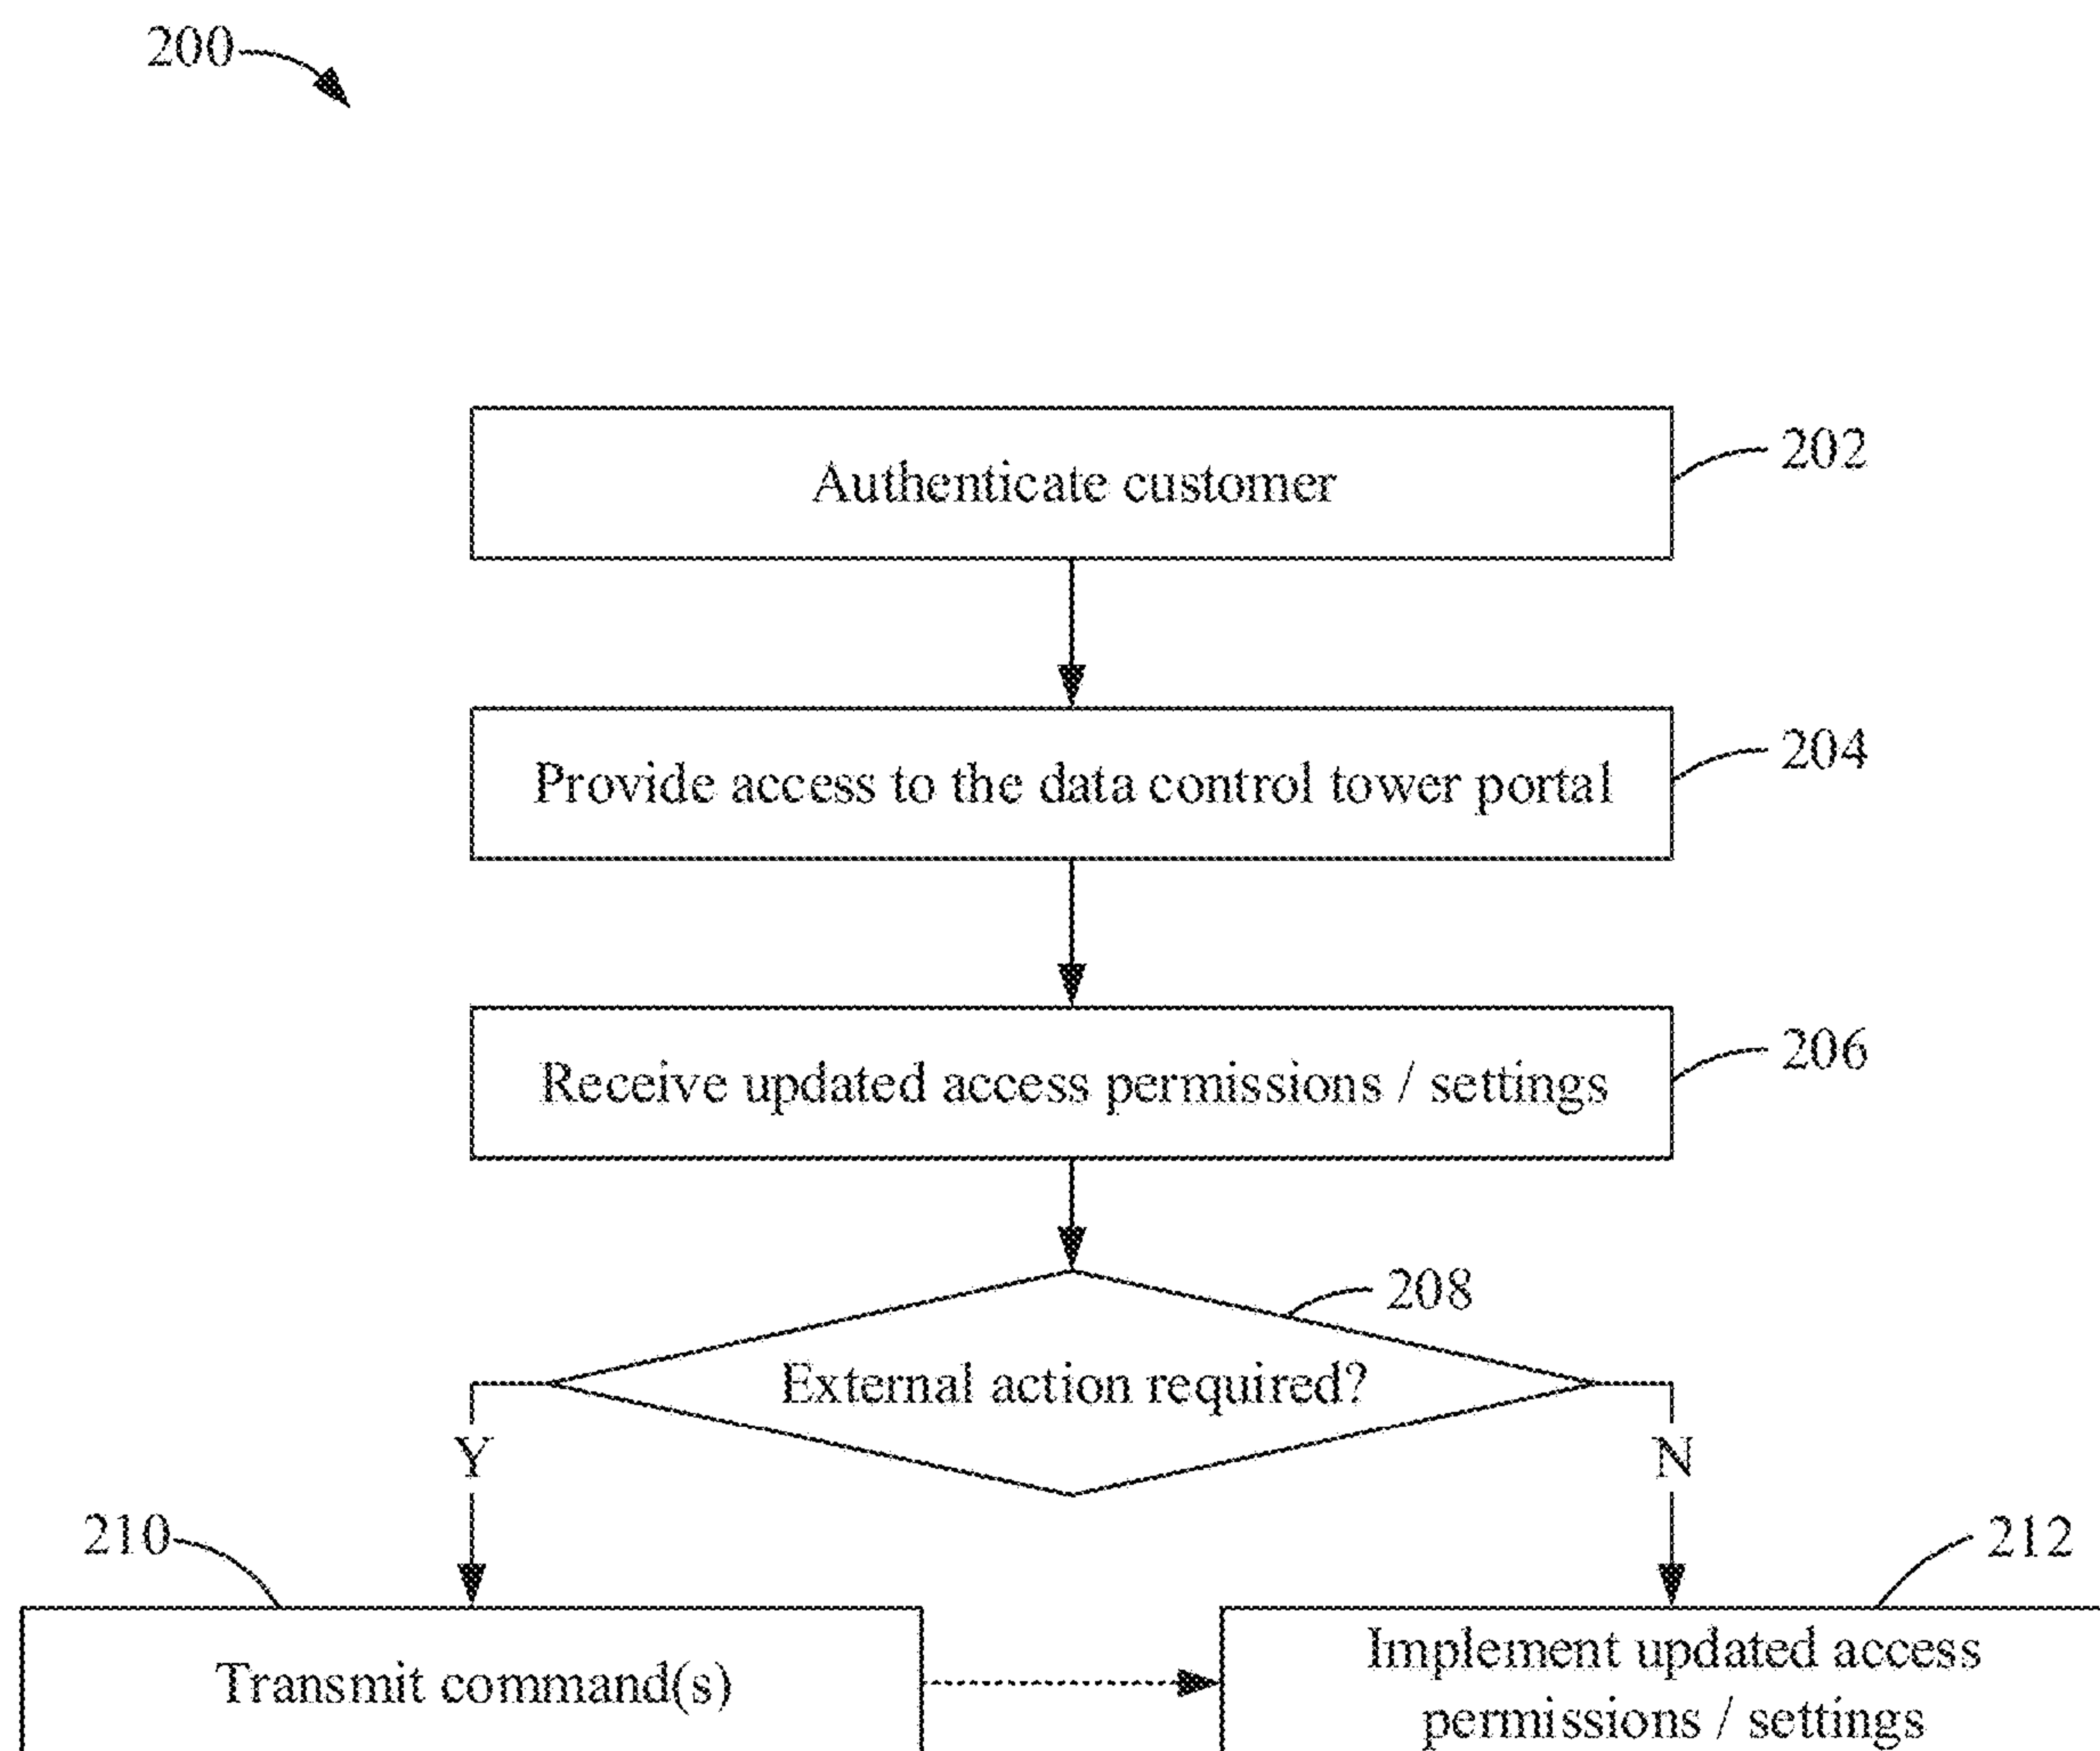 200
Authenticate customer
202
Provide access to the data control tower portal
204
Receive updated access permissions / settings
206
208
External action required?
Y
N
210
212
Transmit command(s)
Implement updated access
permissions / settings